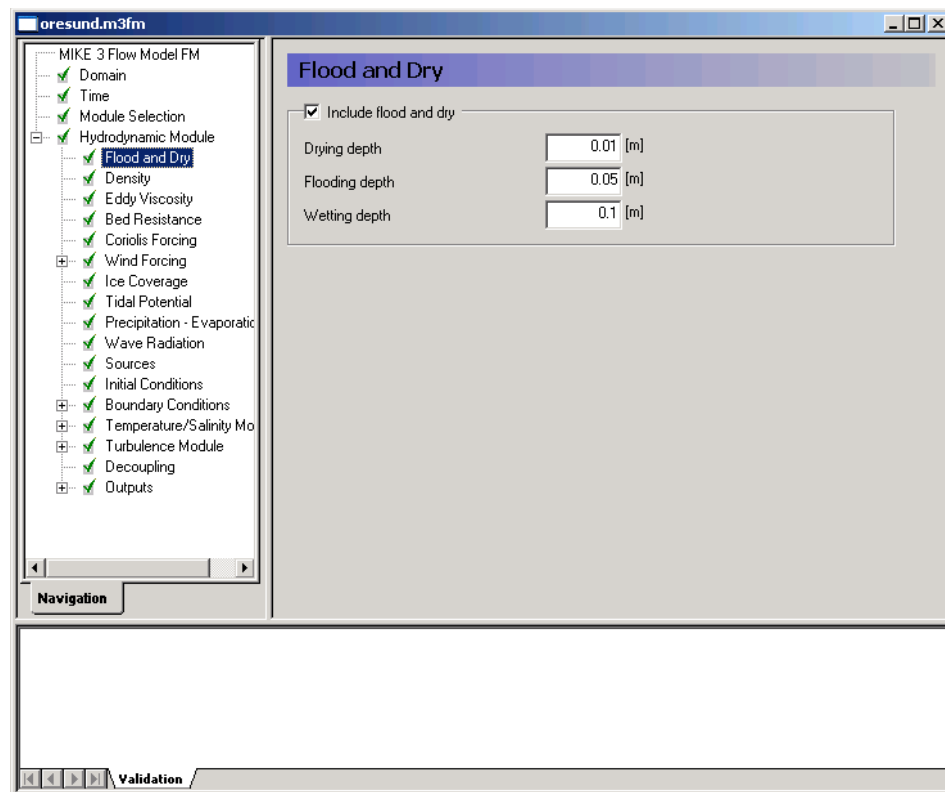 oresund.m3fm
MIKE 3 Flow Model FM
Domain
Time
Module Selection
Hydrodynamic Module
Flood and Dry
Density
Eddy Viscosity
Bed Resistance
Coriolis Forcing
Wind Forcing
Ice Coverage
Tidal Potential
Precipitation - Evaporatic
Wave Radiation
Sources
Initial Conditions
Boundary Conditions
Temperature/Salinity Mo
Turbulence Module
Decoupling
Outputs
Navigation
Flood and Dry
Include flood and dry
Drying depth 0.01 [m]
Flooding depth 0.05 [m]
Wetting depth 0.1 [m]
Validation